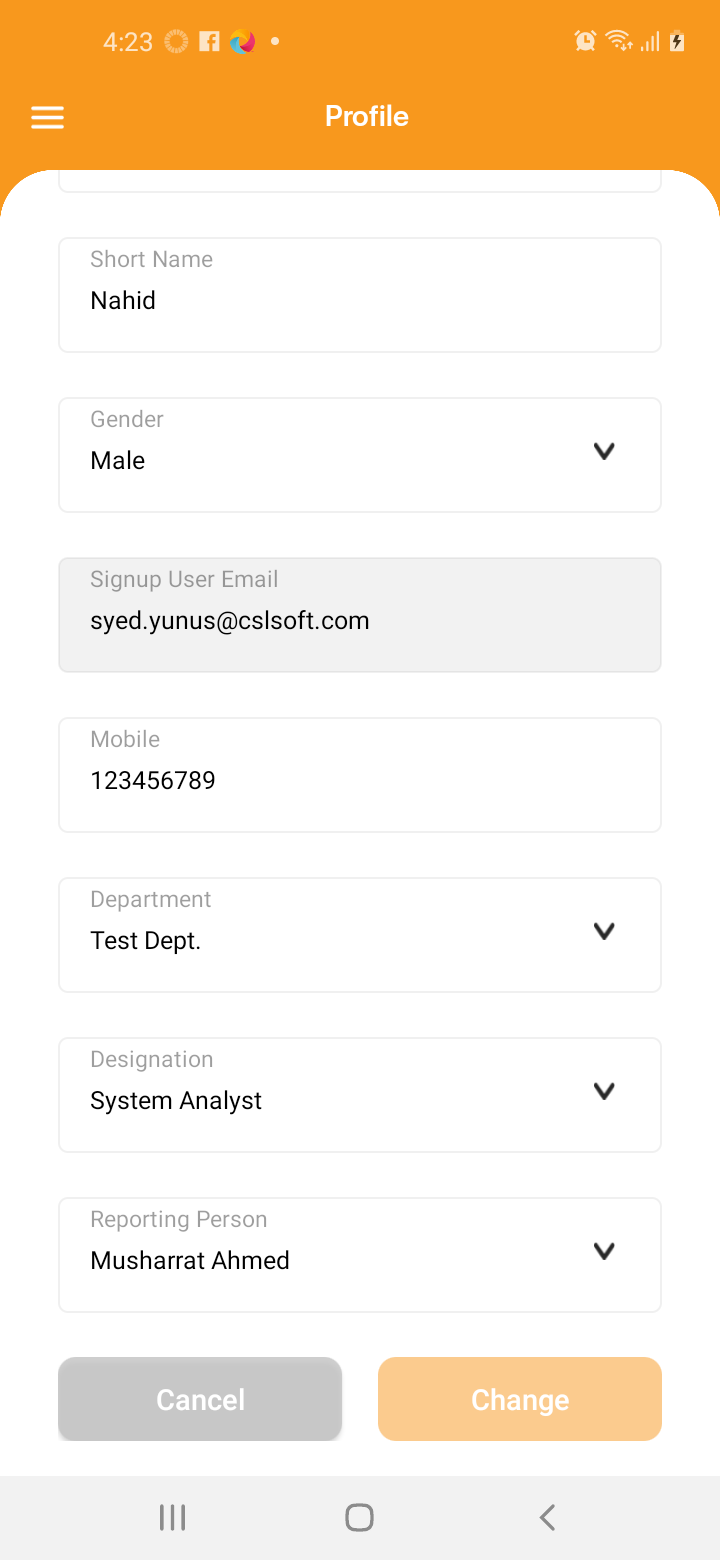 4:23
Profile
Short Name
Nahid
Gender
Male
Signup User Email
syed.yunus@cslsoft.com
Mobile
123456789
Department
Test Dept.
Designation
System Analyst
Reporting Person
Musharrat Ahmed
Cancel
Change